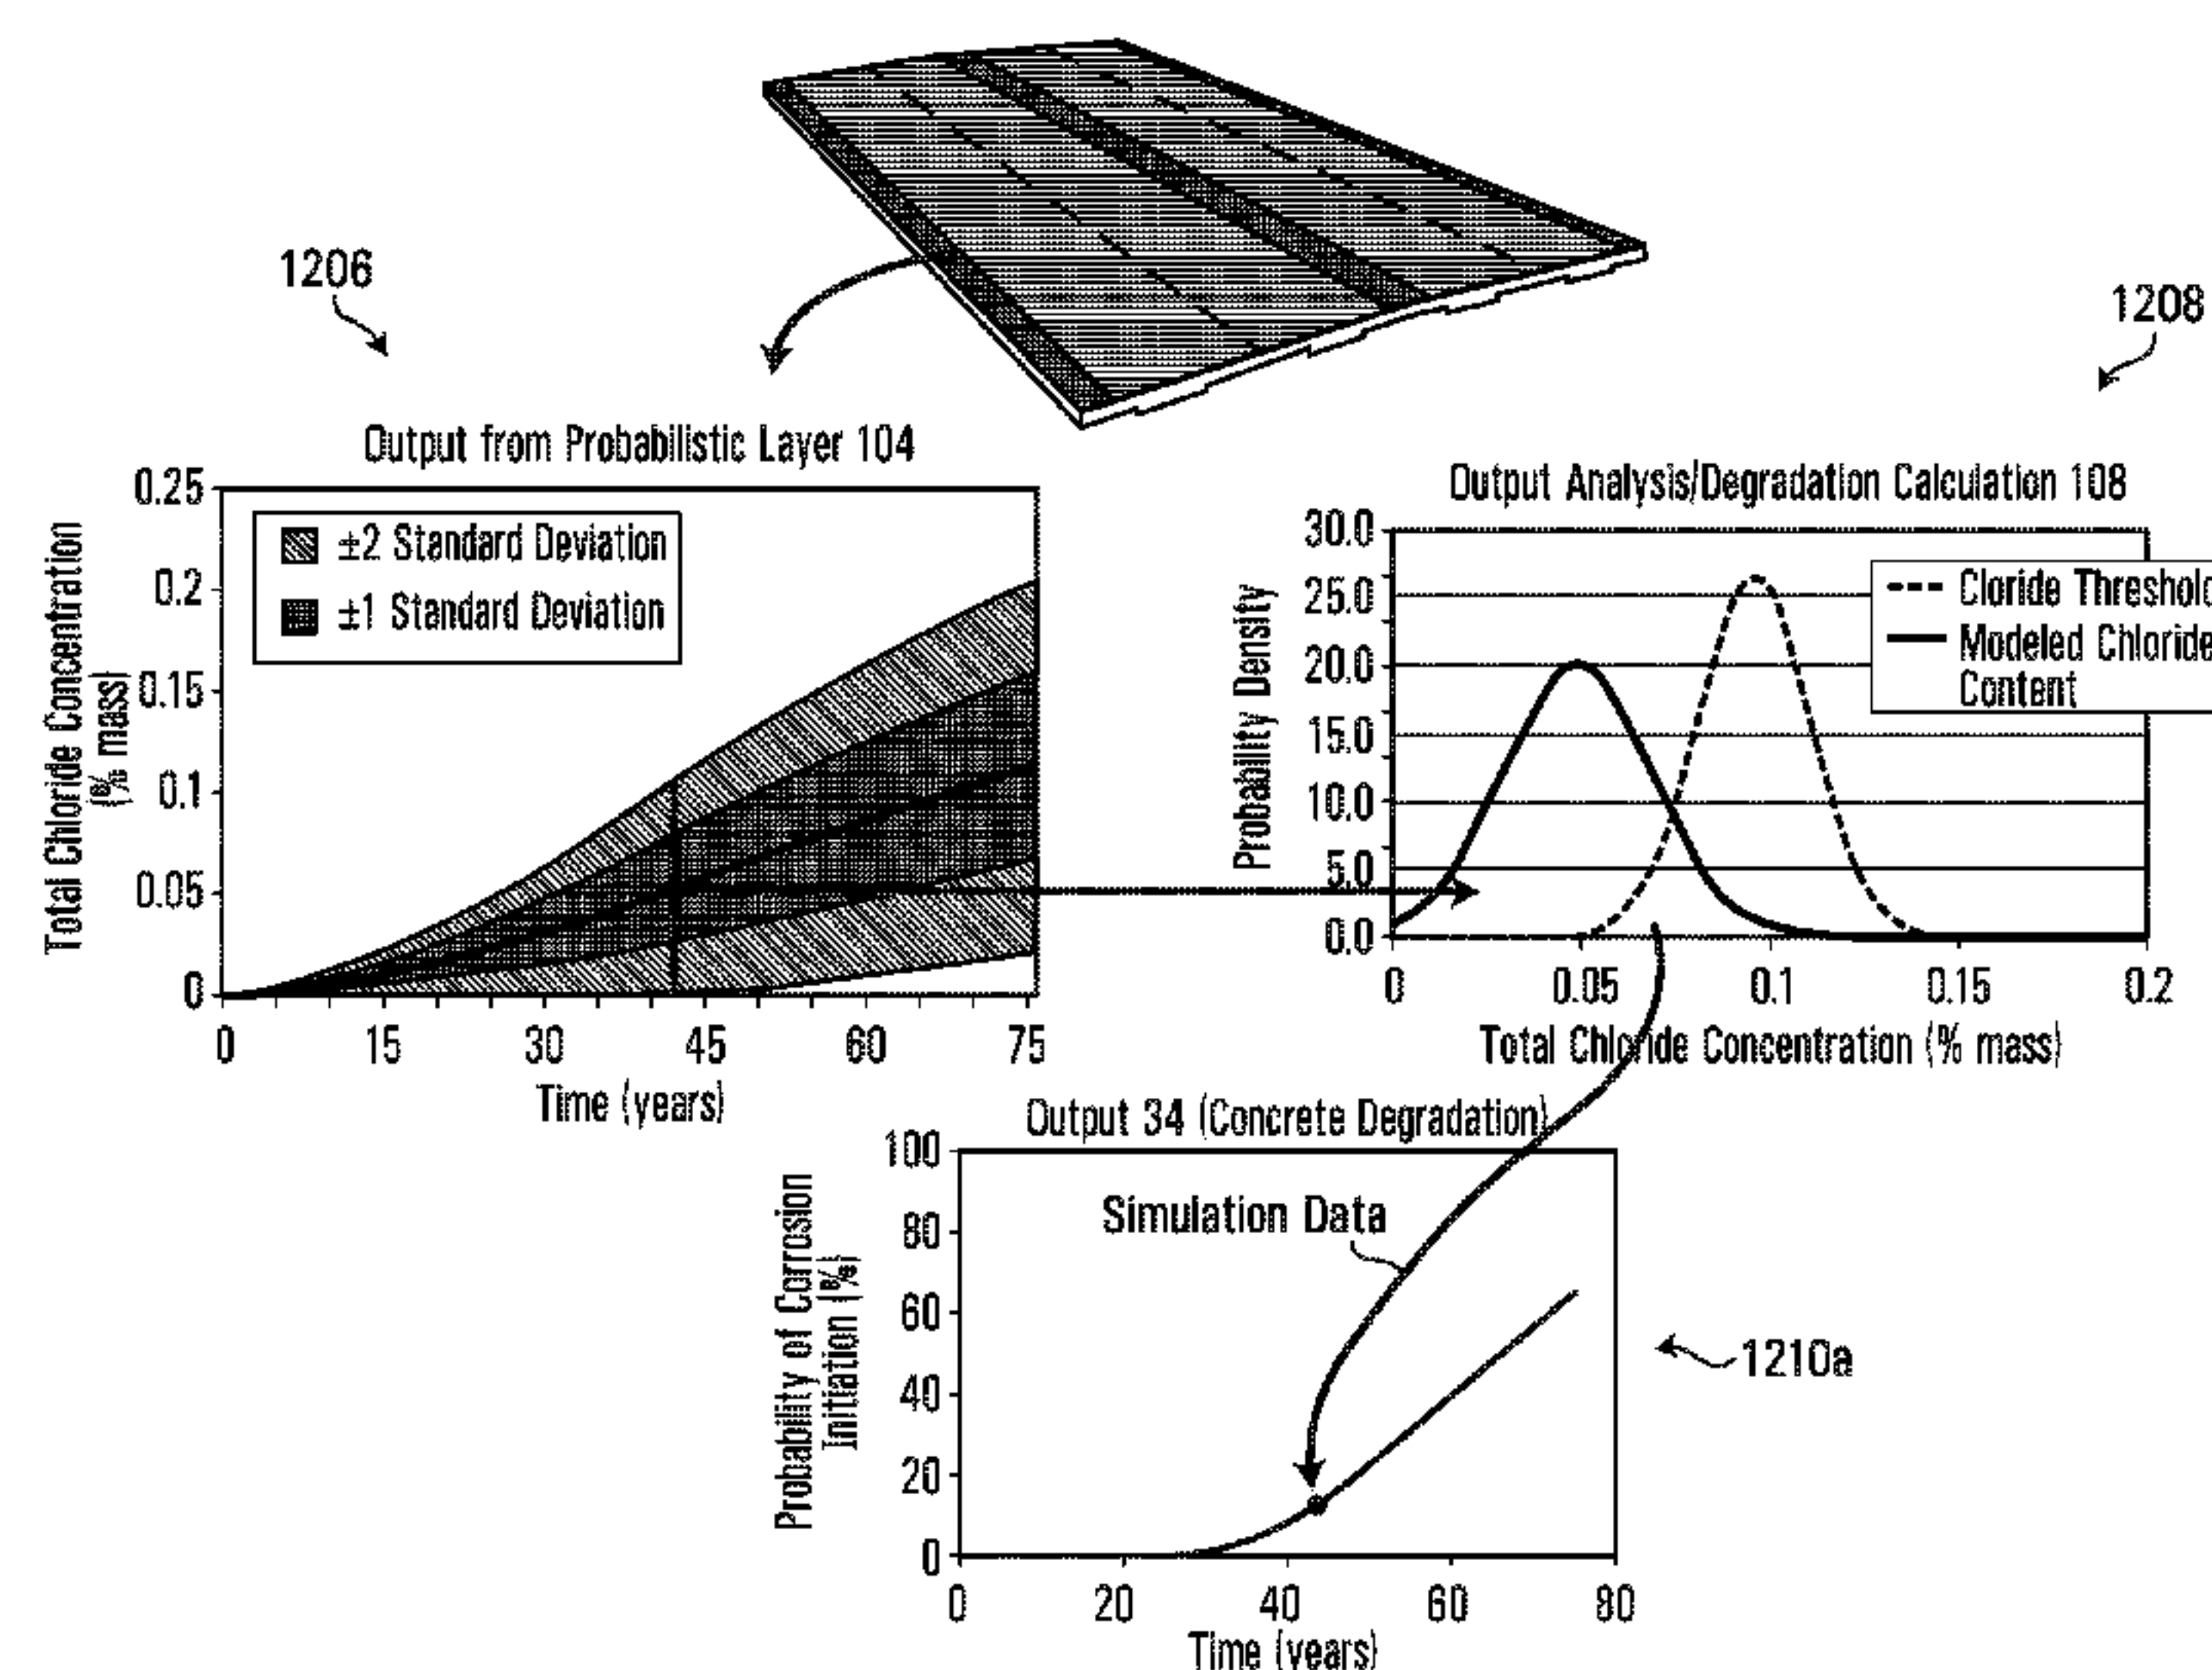 1206
1208
Output from Probabilistic Layer 104
0.25
0.2
0.15
0.1
0.05
0
±2 Standard Deviation
±1 Standard Deviation
Total Chloride Concentration
(% mass)
0 15 30 45 60 75
Time (years)
Output Analysis/Degradation Calculation 108
30.0
25.0
20.0
15.0
10.0
5.0
0.0
Probability Density
Cloride Threshold
Modeled Chloride
Content
0 0.05 0.1 0.15 0.2
Total Chloride Concentration (% mass)
Output 34 (Concrete Degradation)
100
80
60
40
20
0
Probability of Corrosion
Initiation (%)
Simulation Data
1210a
0 20 40 60 80
Time (years)